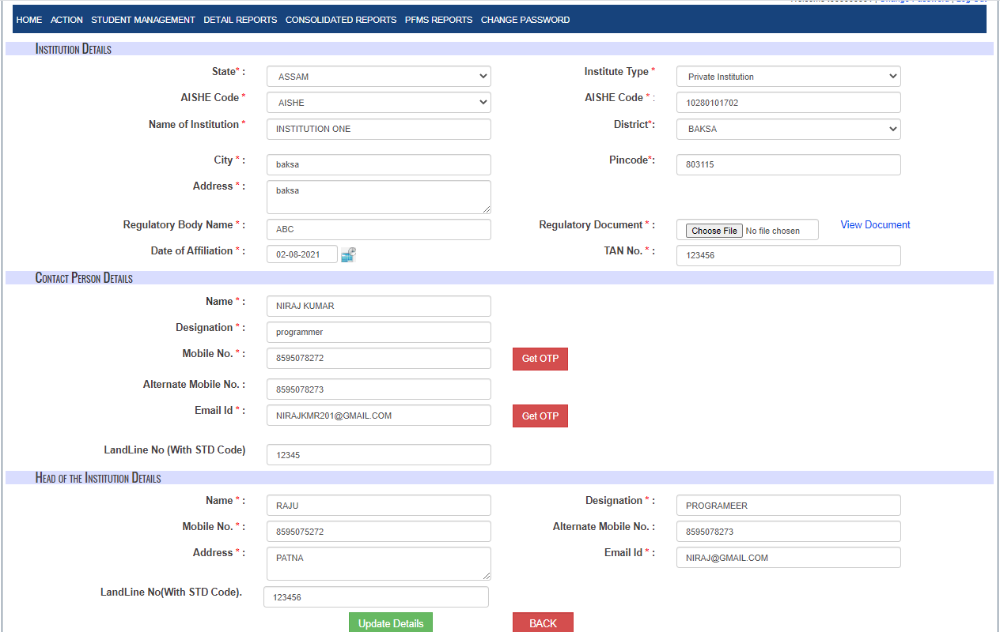 HOME ACTION STUDENT MANAGEMENT DETAIL REPORTS CONSOLIDATED REPORTS PFMS REPORTS CHANGE PASSWORD
INSTITUTION DETAILS
State* : ASSAM Institute Type * Private Institution
AISHE Code * AISHE AISHE Code * : 10280101702
Name of Institution * INSTITUTION ONE District*: BAKSA
City * : baksa Pincode*: 803115
Address * : baksa
Regulatory Body Name * : ABC Regulatory Document * : Choose File No file chosen View Document
Date of Affiliation * : 02-08-2021 TAN No. * : 123456
CONTACT PERSON DETAILS
Name * : NIRAJ KUMAR
Designation * : programmer
Mobile No. * : 8595078272 Get OTP
Alternate Mobile No. : 8595078273
Email Id * : NIRAJKMR201@GMAIL.COM Get OTP
LandLine No (With STD Code) 12345
HEAD OF THE INSTITUTION DETAILS
Name * : RAJU Designation * : PROGRAMEER
Mobile No. * : 8595075272 Alternate Mobile No. : 8595078273
Address * : PATNA Email Id * : NIRAJ@GMAIL.COM
LandLine No(With STD Code). 123456
Update Details BACK